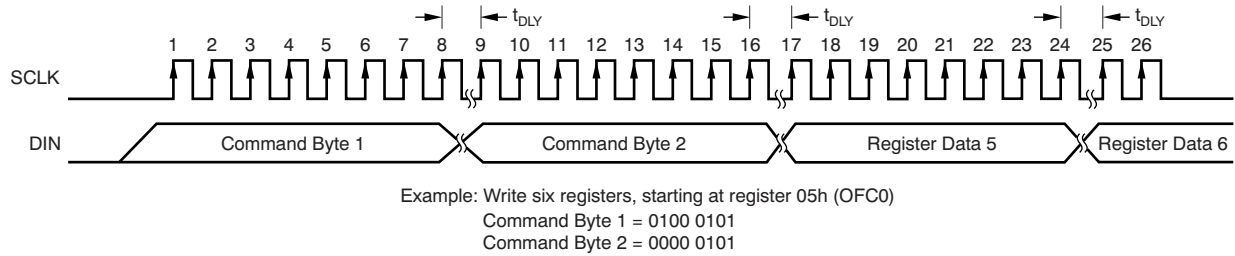 tDLY tDLY tDLY
1 2 3 4 5 6 7 8 9 10 11 12 13 14 15 16 17 18 19 20 21 22 23 24 25 26
SCLK
DIN Command Byte 1 Command Byte 2 Register Data 5 Register Data 6
Example: Write six registers, starting at register 05h (OFC0)
Command Byte 1 = 0100 0101
Command Byte 2 = 0000 0101